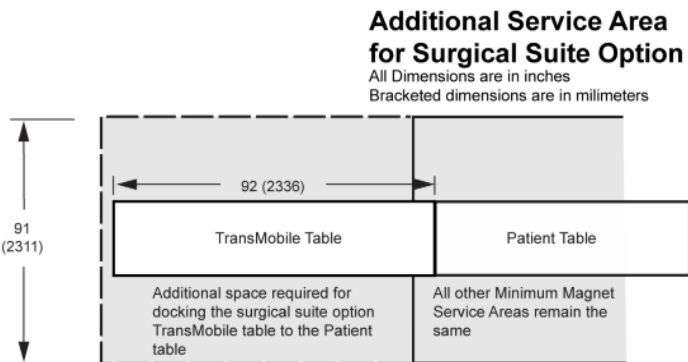 Additional Service Area
for Surgical Suite Option
All Dimensions are in inches
Bracketed dimensions are in milimeters
92 (2336)
91
(2311)
TransMobile Table
Patient Table
Additional space required for
docking the surgical suite option
TransMobile table to the Patient
table
All other Minimum Magnet
Service Areas remain the
same